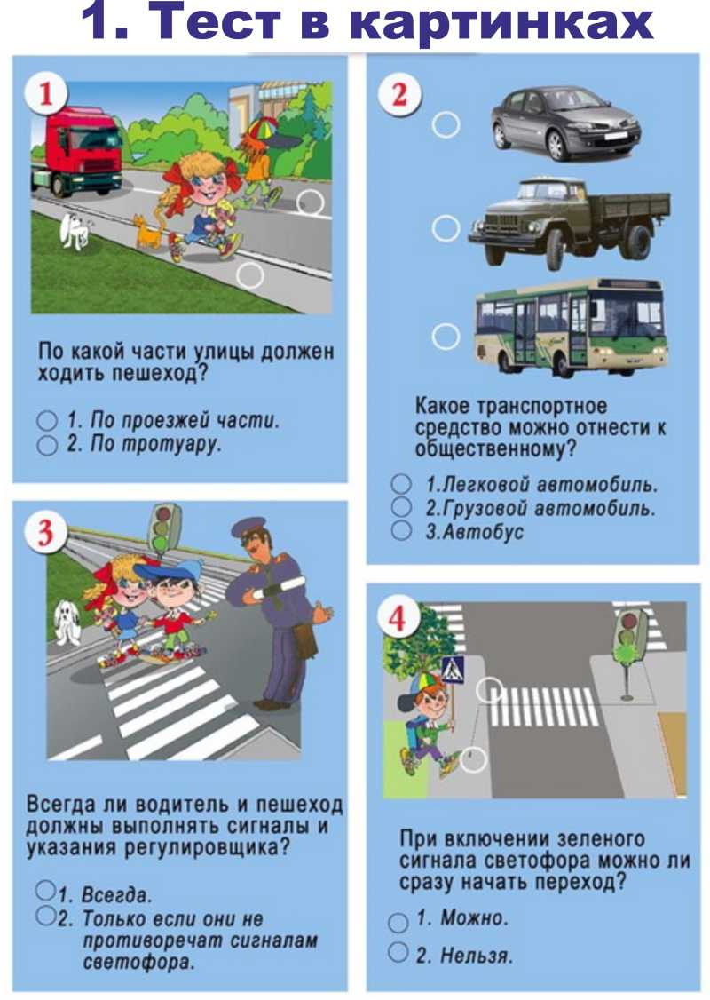 1. Тест в картинках
1
По какой части улицы должен
ходить пешеход?
1. По проезжей части.
2. По тротуару.
2
Какое транспортное
средство можно отнести к
общественному?
1.Легковой автомобиль.
2.Грузовой автомобиль.
3.Автобус
3
Всегда ли водитель и пешеход
должны выполнять сигналы и
указания регулировщика?
1. Всегда.
2. Только если они не
противоречат сигналам
светофора.
4
При включении зеленого
сигнала светофора можно ли
сразу начать переход?
1. Можно.
2. Нельзя.